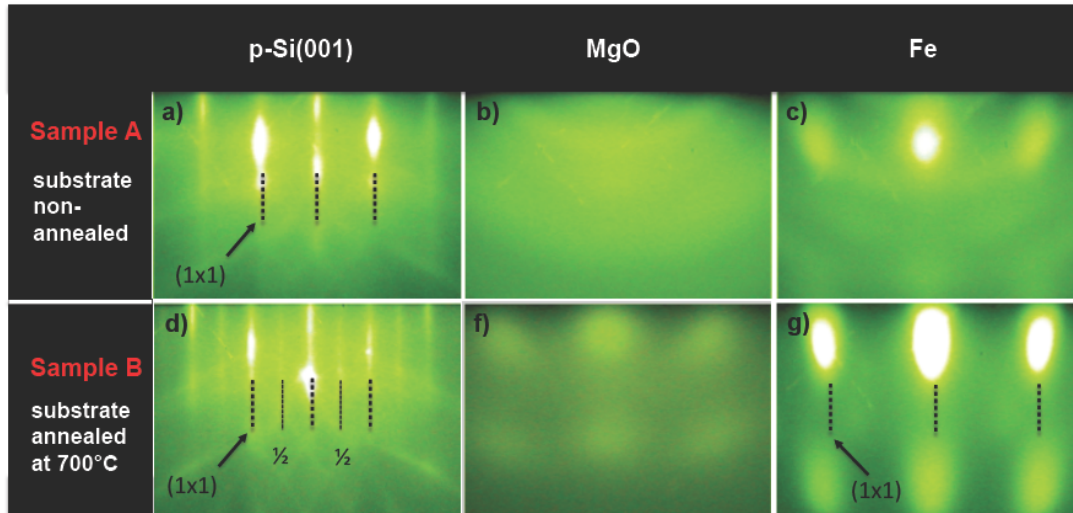 p-Si(001) MgO Fe
Sample A
substrate
non-
annealed
a) b) c)
(1x1)
Sample B
substrate
annealed
at 700°C
d) f) g)
½ ½
(1x1) (1x1)